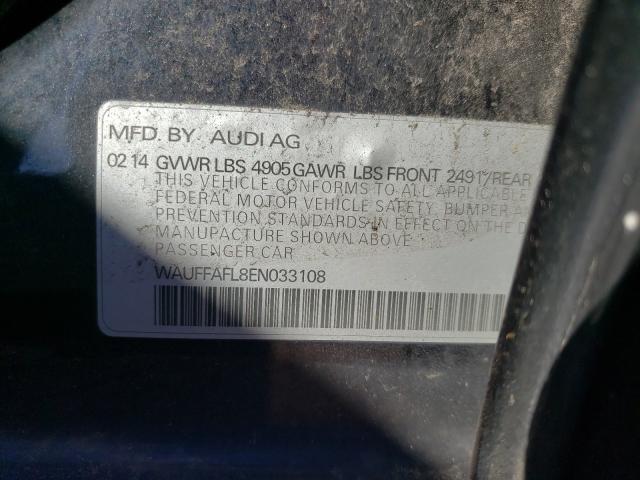 MFD. BY AUDI AG
02 14 GVWR LBS 4905 GAWR LBS FRONT 2491/REAR
THIS VEHICLE CONFORMS TO ALL APPLICABLE
FEDERAL MOTOR VEHICLE SAFETY, BUMPER
PREVENTION STANDARDS IN EFFECT ON THE
MANUFACTURE SHOWN ABOVE
PASSENGER CAR
WAUFFAFL8EN033108